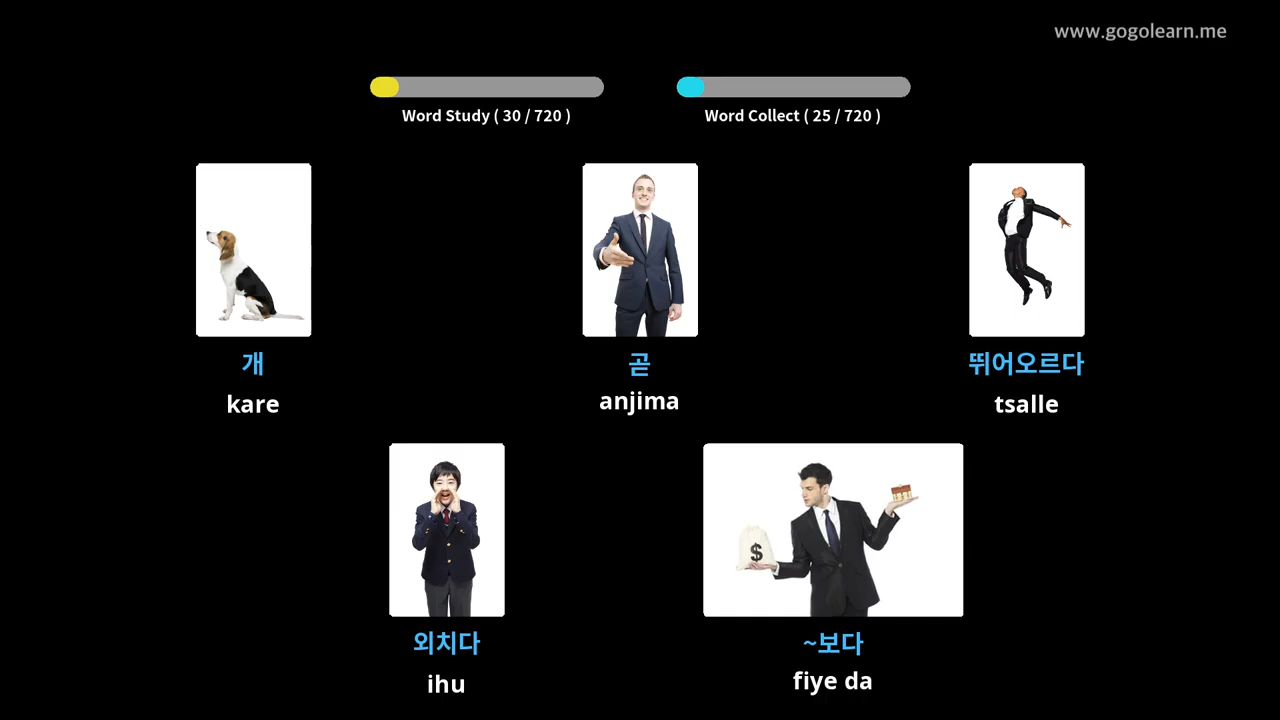 www.gogolearn.me
Word Study ( 30 / 720 )
Word Collect ( 25 / 720 )
개
kare
곧
anjima
뛰어오르다
tsalle
$
외치다
ihu
~보다
fiye da